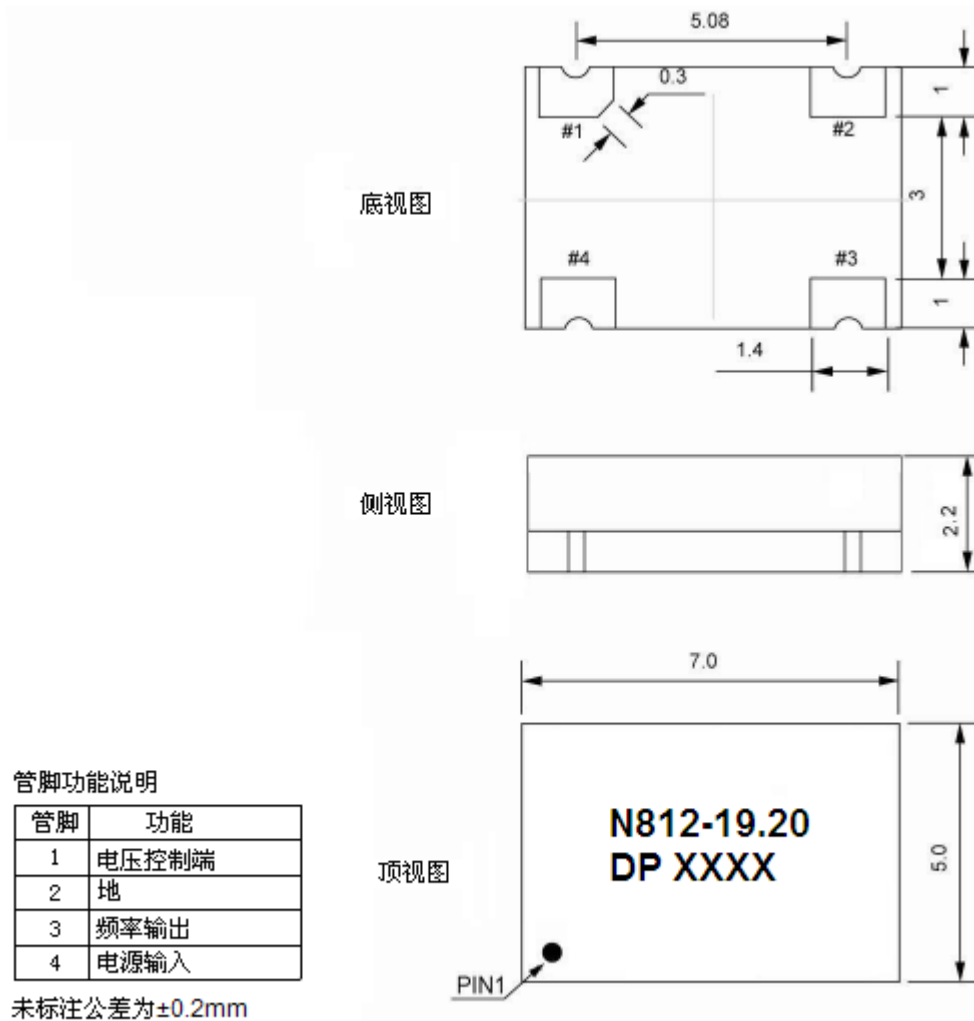 5.08
0.3
1
#1
#2
底视图
3
#4
#3
1
1.4
侧视图
2.2
7.0
管脚功能说明
管脚 功能
1 电压控制端
2 地
3 频率输出
4 电源输入
未标注公差为±0.2mm
顶视图
N812-19.20
DP XXXX
5.0
PIN1